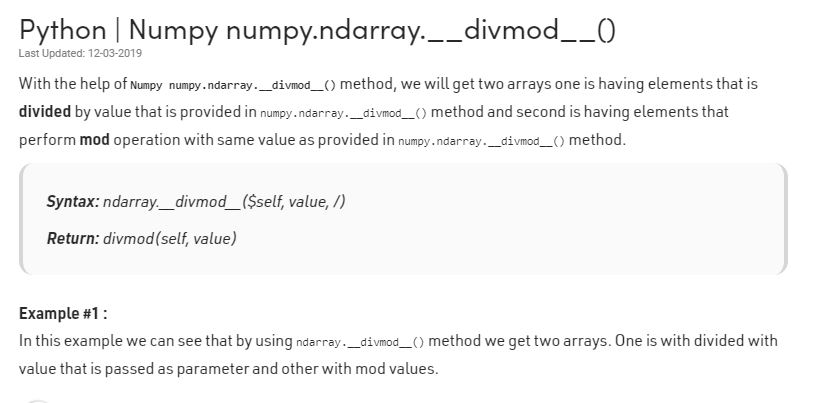 Python | Numpy numpy.ndarray.__divmod__()
Last Updated: 12-03-2019
With the help of Numpy numpy.ndarray.__divmod__() method, we will get two arrays one is having elements that is
divided by value that is provided in numpy.ndarray.__divmod__() method and second is having elements that
perform mod operation with same value as provided in numpy.ndarray.__divmod__() method.
Syntax: ndarray.__divmod__($self, value, /)
Return: divmod(self, value)
Example #1 :
In this example we can see that by using ndarray.__divmod__() method we get two arrays. One is with divided with
value that is passed as parameter and other with mod values.